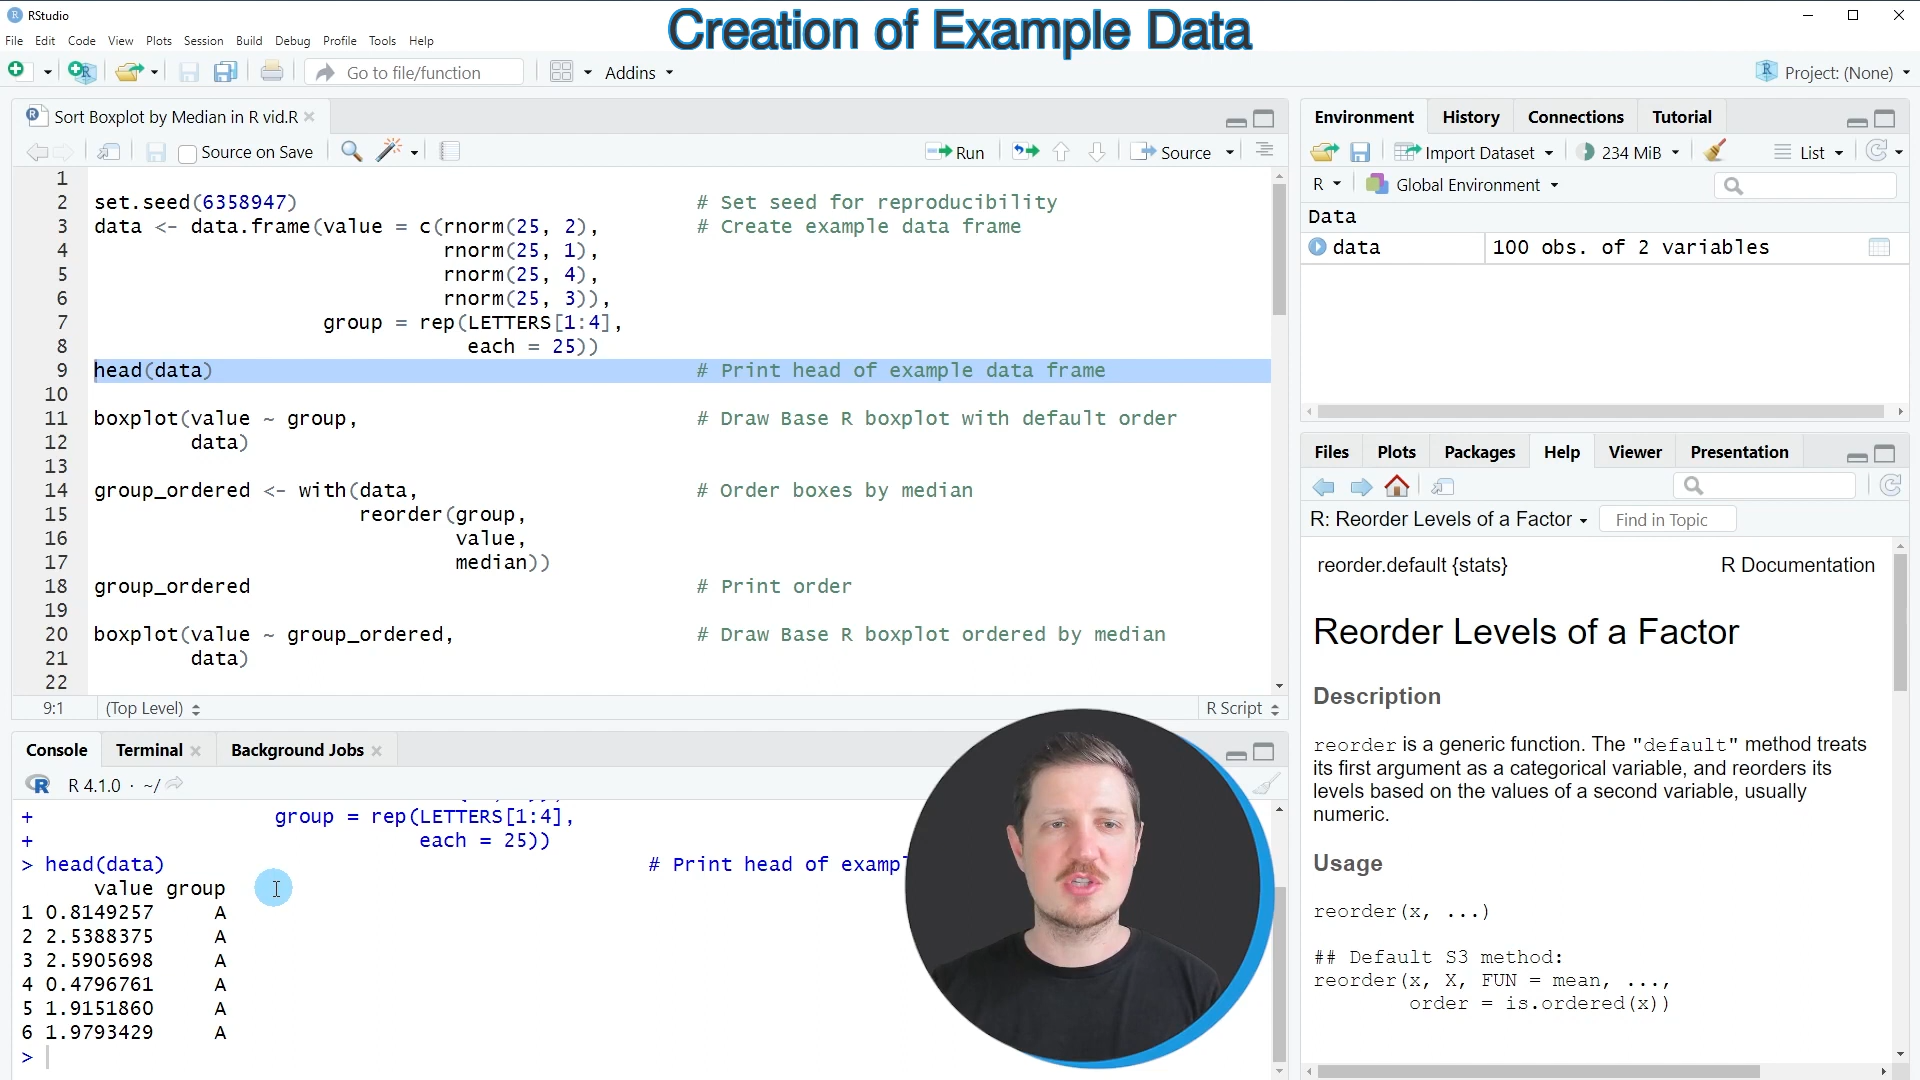 RStudio
Creation of Example Data
File Edit Code View Plots Session Build Debug Profile Tools Help
Go to file/function
Addins
Project: (None)
Sort Boxplot by Median in R vid.R
Source on Save
Run
Source
1
2 set.seed(6358947) # Set seed for reproducibility
3 data <- data.frame(value = c(rnorm(25, 2), # Create example data frame
4 rnorm(25, 1),
5 rnorm(25, 4),
6 rnorm(25, 3)),
7 group = rep(LETTERS[1:4],
8 each = 25))
9 head(data) # Print head of example data frame
10
11 boxplot(value ~ group, # Draw Base R boxplot with default order
12 data)
13
14 group_ordered <- with(data, # Order boxes by median
15 reorder(group,
16 value,
17 median))
18 group_ordered # Print order
19
20 boxplot(value ~ group_ordered, # Draw Base R boxplot ordered by median
21 data)
22
9:1 (Top Level) R Script
Console Terminal Background Jobs
R 4.1.0 · ~/
+ group = rep(LETTERS[1:4],
+ each = 25))
> head(data) # Print head of examp
value group
1 0.8149257 A
2 2.5388375 A
3 2.5905698 A
4 0.4796761 A
5 1.9151860 A
6 1.9793429 A
>
Environment History Connections Tutorial
Import Dataset 234 MiB List
R Global Environment
Data
data 100 obs. of 2 variables
Files Plots Packages Help Viewer Presentation
R: Reorder Levels of a Factor Find in Topic
reorder.default {stats} R Documentation
Reorder Levels of a Factor
Description
reorder is a generic function. The "default" method treats
its first argument as a categorical variable, and reorders its
levels based on the values of a second variable, usually
numeric.
Usage
reorder(x, ...)
## Default S3 method:
reorder(x, X, FUN = mean, ...,
order = is.ordered(x))